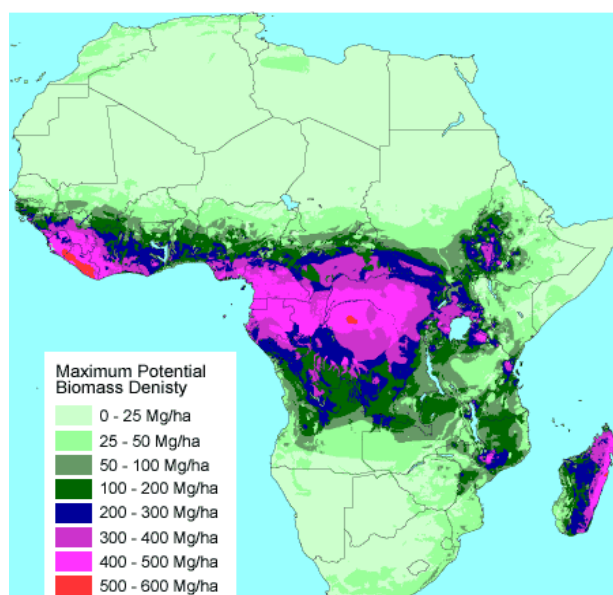 Maximum Potential
Biomass Denisty
0 - 25 Mg/ha
25 - 50 Mg/ha
50 - 100 Mg/ha
100 - 200 Mg/ha
200 - 300 Mg/ha
300 - 400 Mg/ha
400 - 500 Mg/ha
500 - 600 Mg/ha